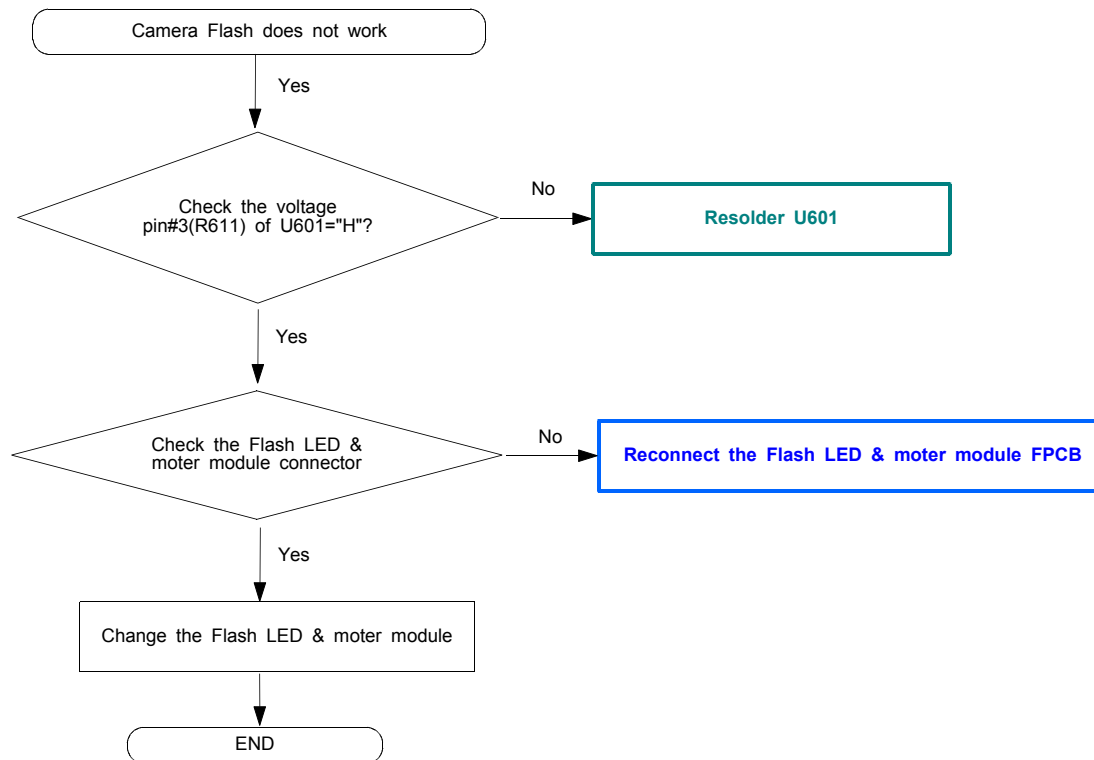 Camera Flash does not work
Yes
Check the voltage
pin#3(R611) of U601="H"?
No
Resolder U601
Yes
Check the Flash LED &
moter module connector
No
Reconnect the Flash LED & moter module FPCB
Yes
Change the Flash LED & moter module
END